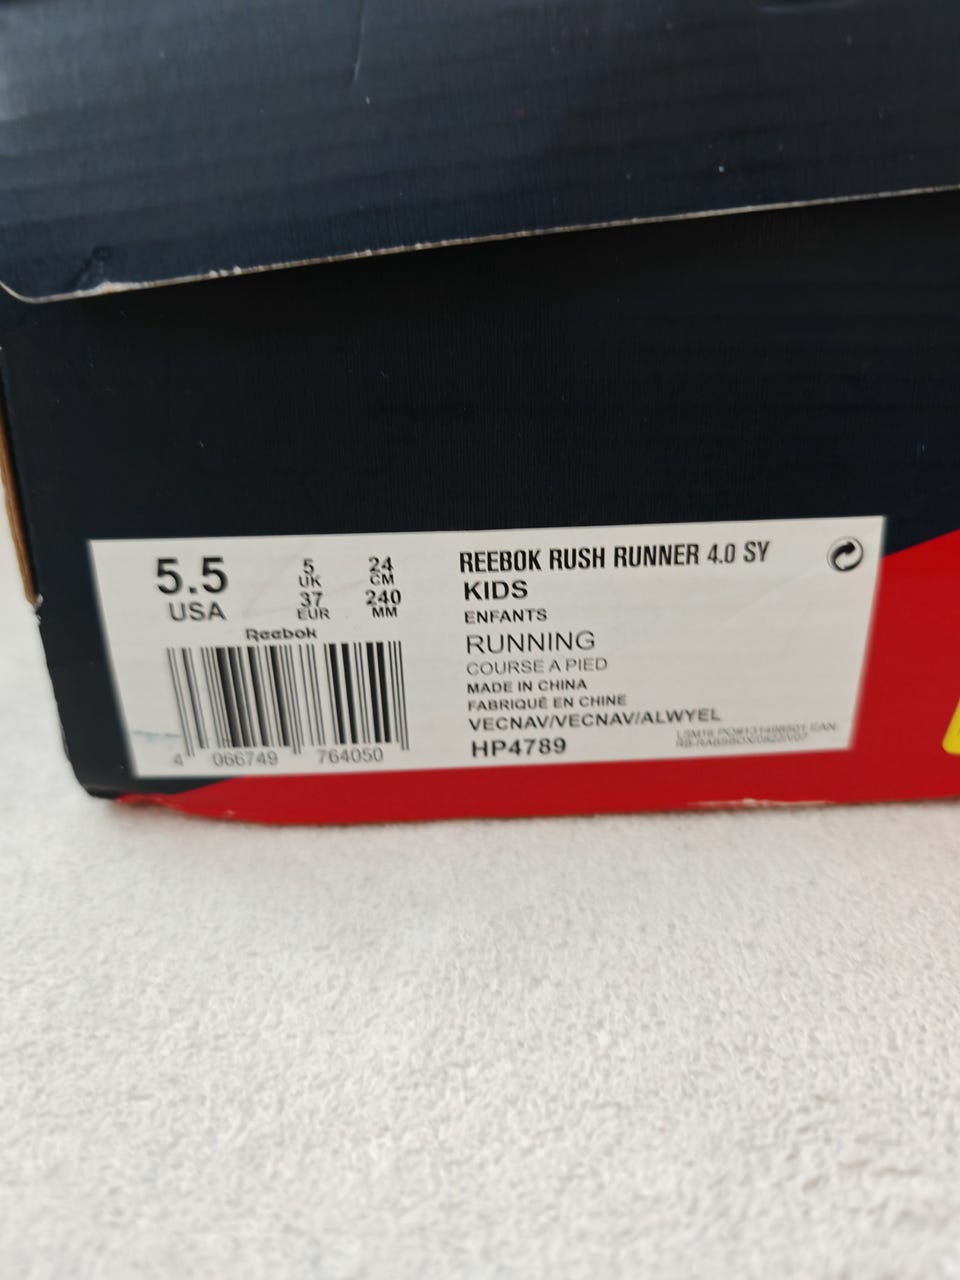 5.5
USA
5
UK
37
EUR
24
CM
240
MM
Reebok
4 066749 764050
REEBOK RUSH RUNNER 4.0 SY
KIDS
ENFANTS
RUNNING
COURSE A PIED
MADE IN CHINA
FABRIQUÉ EN CHINE
VECNAV/VECNAV/ALWYEL
HP4789